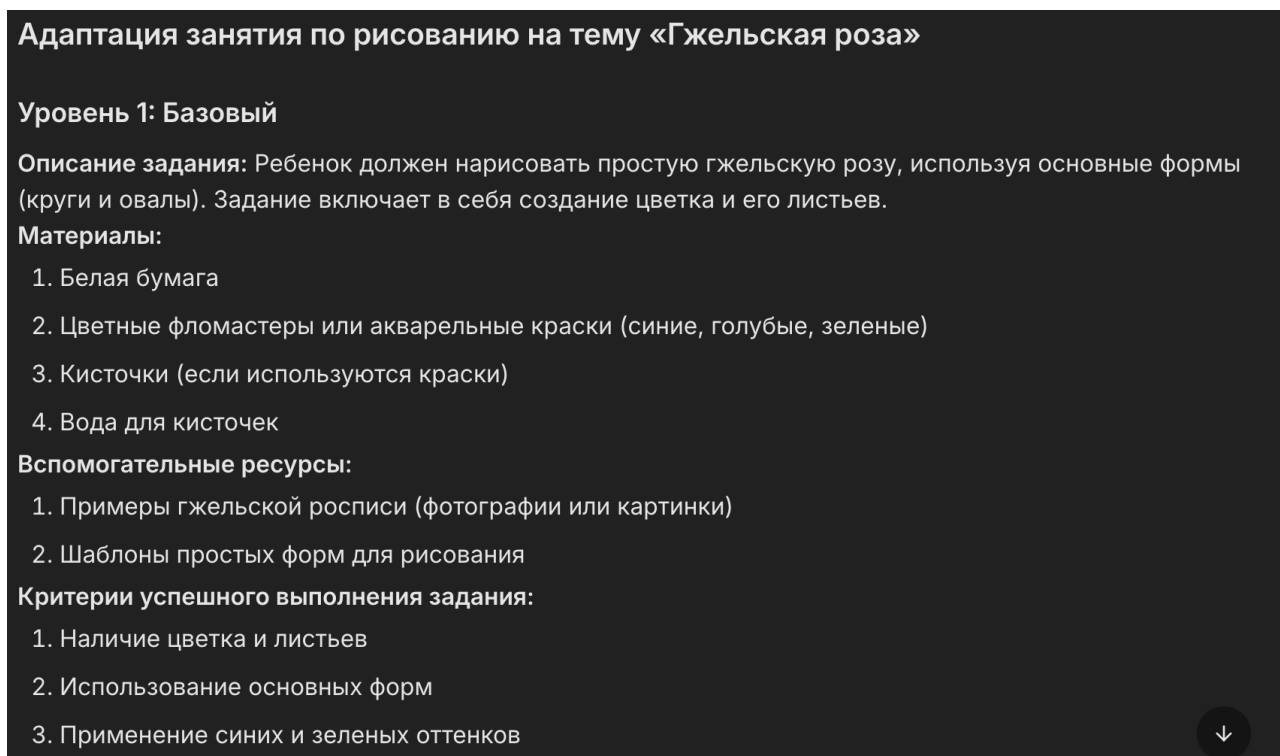 Адаптация занятия по рисованию на тему «Гжельская роза»
Уровень 1: Базовый
Описание задания: Ребенок должен нарисовать простую гжельскую розу, используя основные формы
(круги и овалы). Задание включает в себя создание цветка и его листьев.
Материалы:
1. Белая бумага
2. Цветные фломастеры или акварельные краски (синие, голубые, зеленые)
3. Кисточки (если используются краски)
4. Вода для кисточек
Вспомогательные ресурсы:
1. Примеры гжельской росписи (фотографии или картинки)
2. Шаблоны простых форм для рисования
Критерии успешного выполнения задания:
1. Наличие цветка и листьев
2. Использование основных форм
3. Применение синих и зеленых оттенков